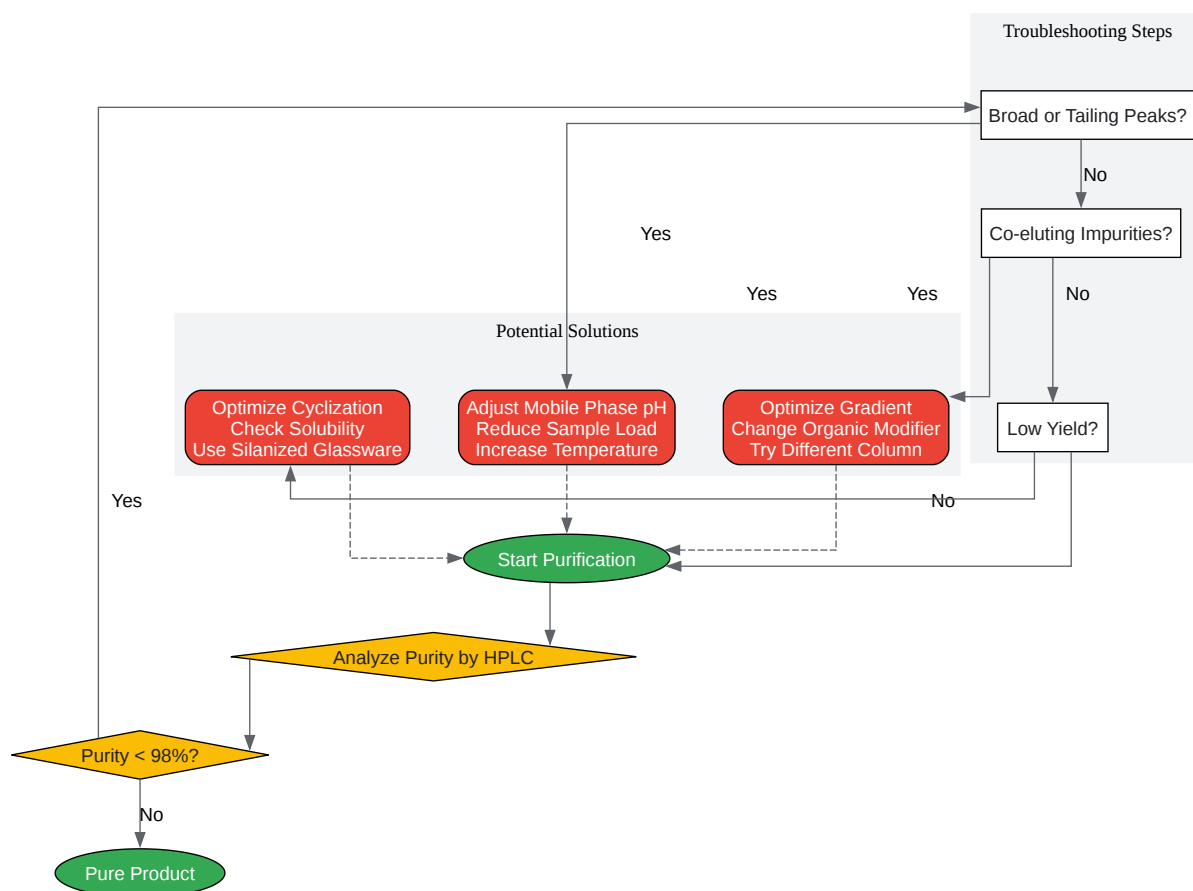 Troubleshooting Steps
Broad or Tailing Peaks?
No
Yes
Co-eluting Impurities?
Yes
Yes
No
Potential Solutions
Optimize Cyclization
Check Solubility
Use Silanized Glassware
Adjust Mobile Phase pH
Reduce Sample Load
Increase Temperature
Optimize Gradient
Change Organic Modifier
Try Different Column
Low Yield?
Yes
No
Start Purification
Analyze Purity by HPLC
Purity < 98%?
No
Pure Product